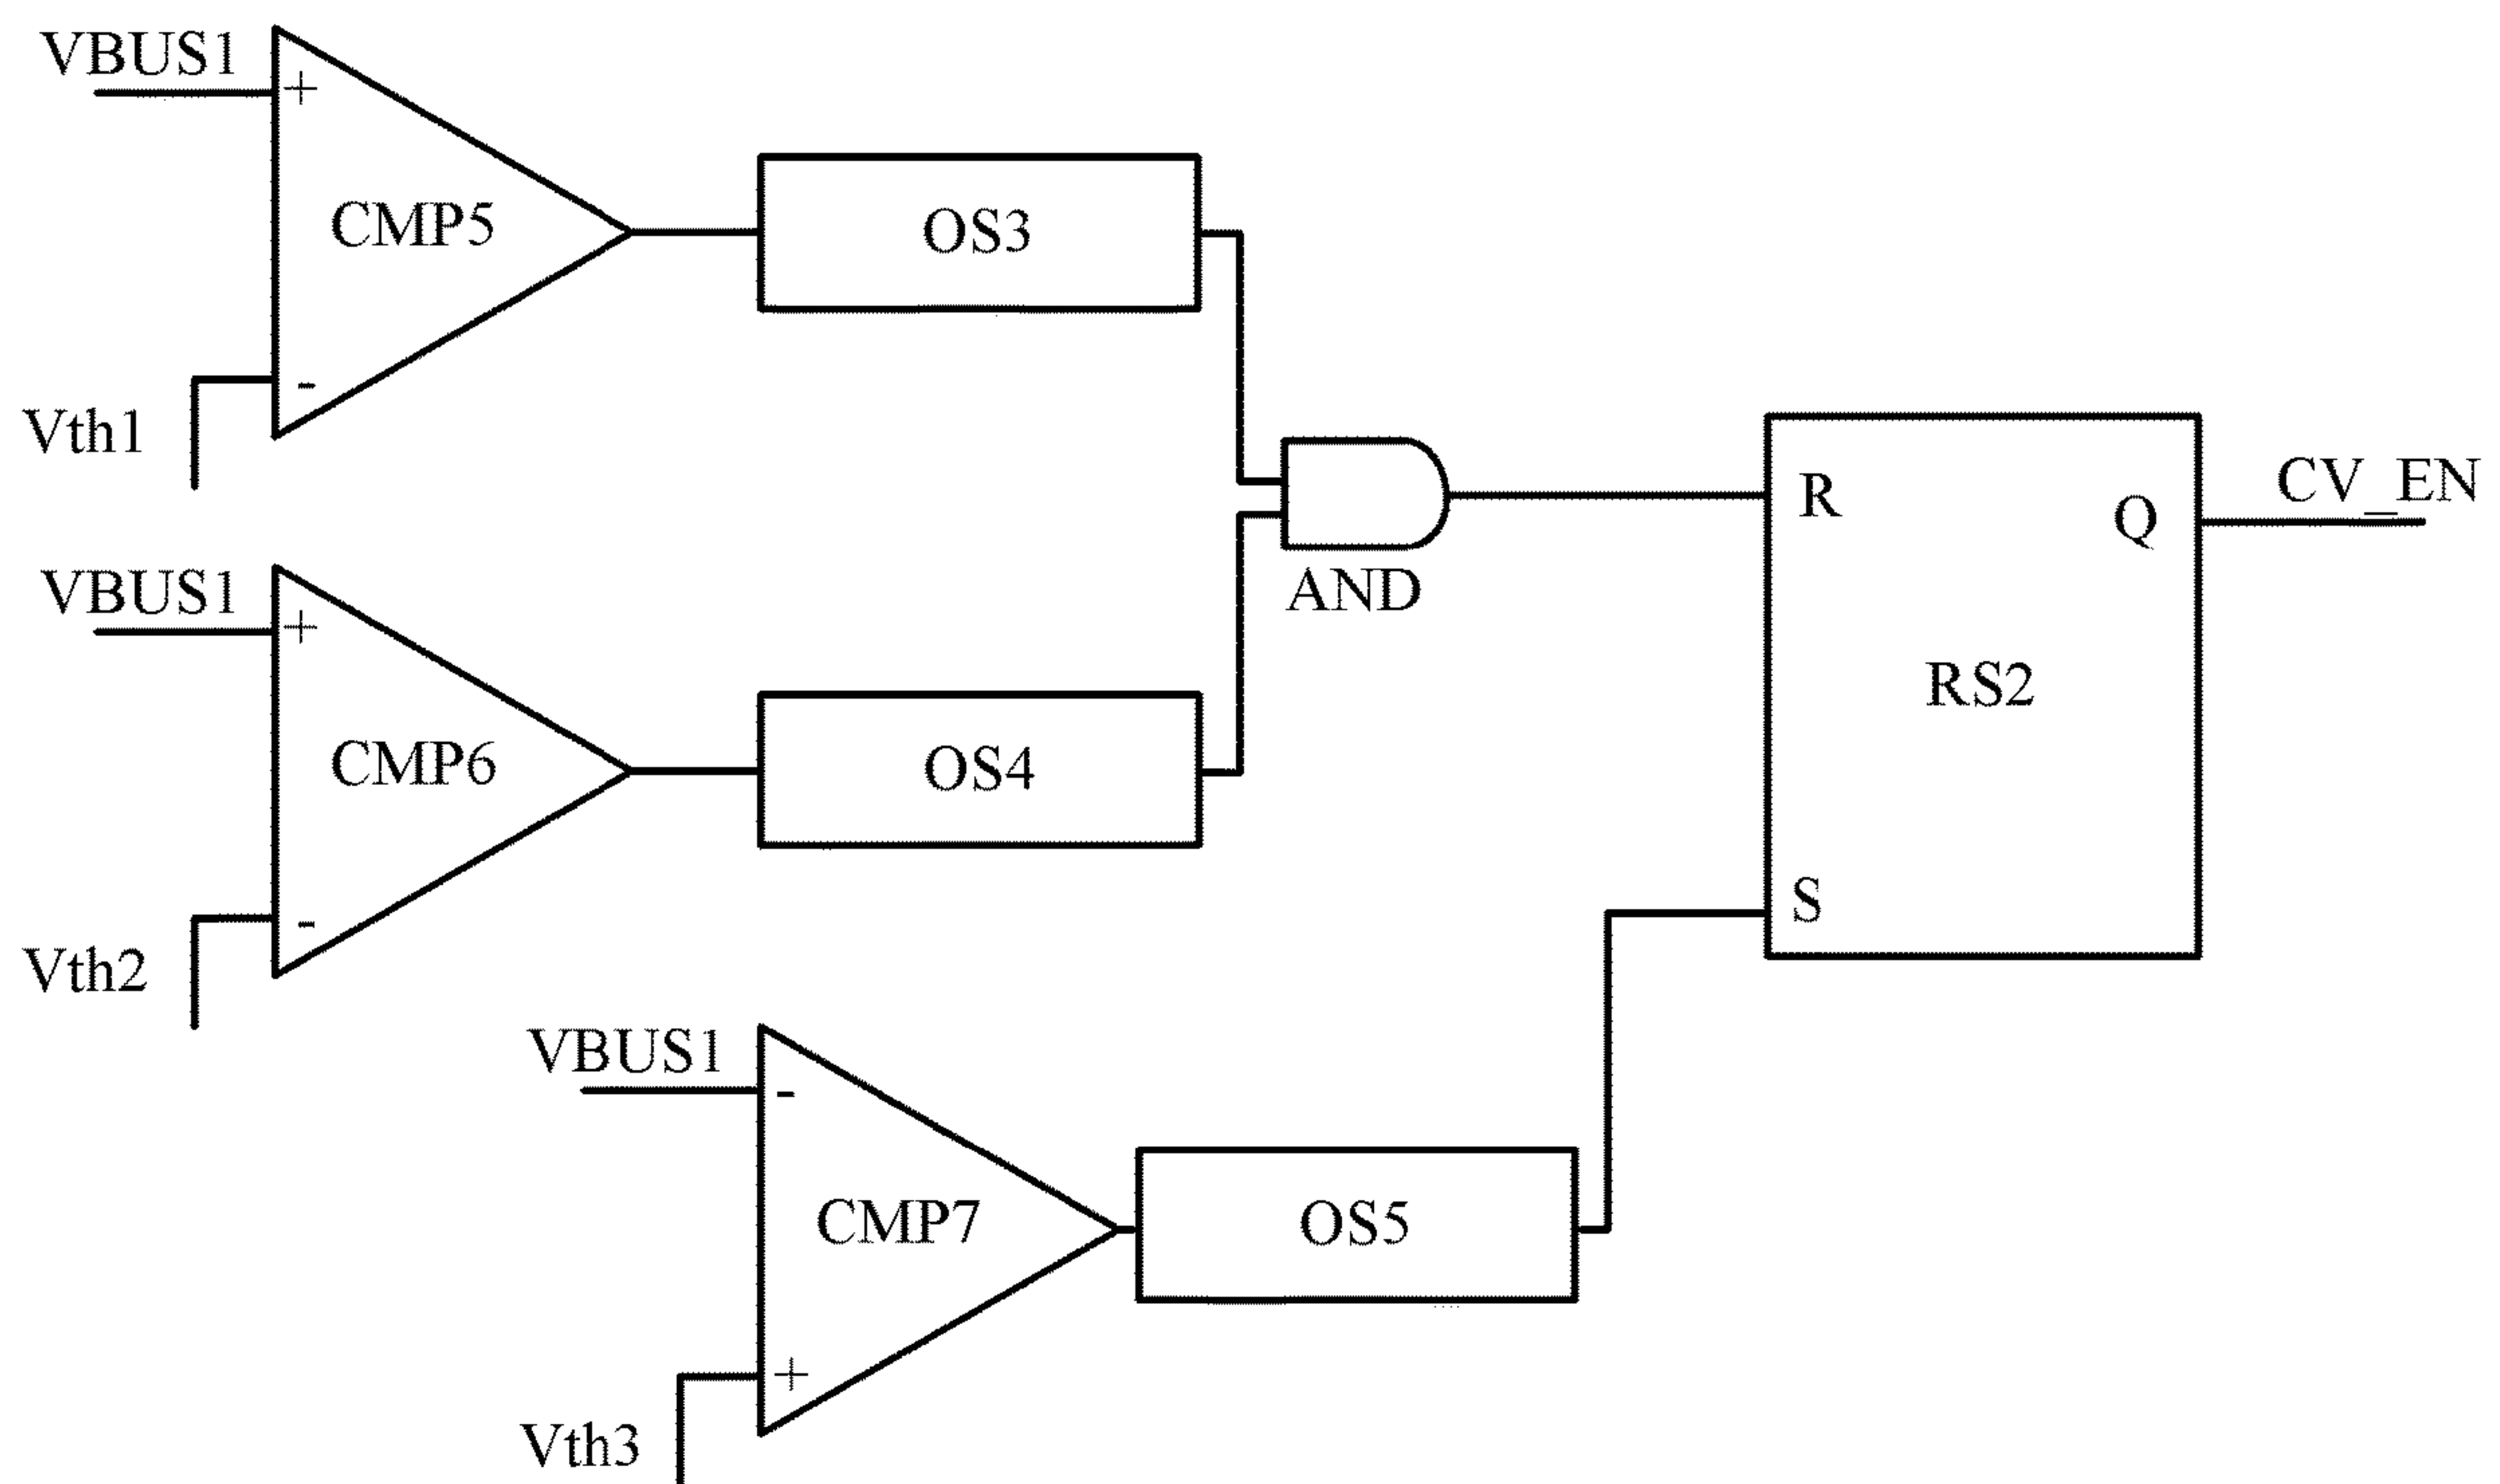 VBUS1
+
CMP5
-
Vth1
OS3
VBUS1
+
CMP6
-
Vth2
OS4
AND
VBUS1
-
CMP7
+
Vth3
OS5
R
Q
RS2
S
CV_EN